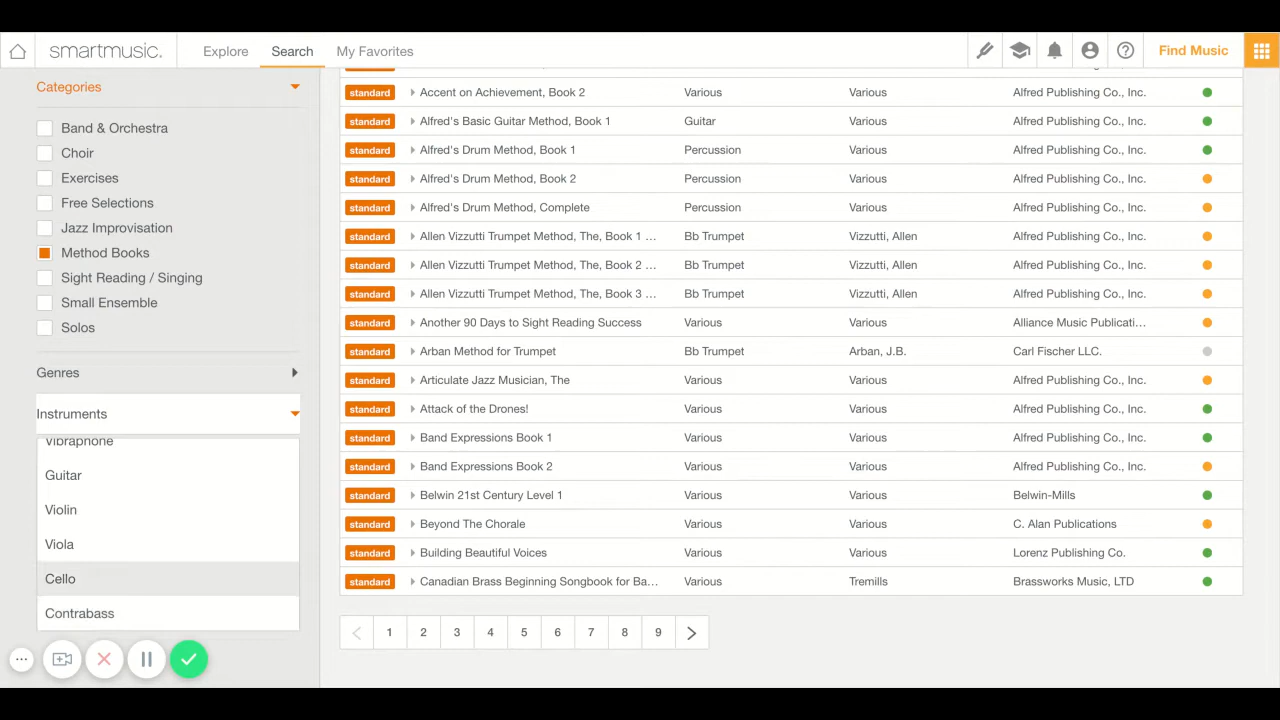 smartmusic. Explore Search My Favorites Find Music
Categories
Band & Orchestra
Choir
Exercises
Free Selections
Jazz Improvisation
Method Books
Sight Reading / Singing
Small Ensemble
Solos
Genres
Instruments
Vibraphone
Guitar
Violin
Viola
Cello
Contrabass
standard Accent on Achievement, Book 2 Various Various Alfred Publishing Co., Inc.
standard Alfred's Basic Guitar Method, Book 1 Guitar Various Alfred Publishing Co., Inc.
standard Alfred's Drum Method, Book 1 Percussion Various Alfred Publishing Co., Inc.
standard Alfred's Drum Method, Book 2 Percussion Various Alfred Publishing Co., Inc.
standard Alfred's Drum Method, Complete Percussion Various Alfred Publishing Co., Inc.
standard Allen Vizzutti Trumpet Method, The, Book 1 ... Bb Trumpet Vizzutti, Allen Alfred Publishing Co., Inc.
standard Allen Vizzutti Trumpet Method, The, Book 2 ... Bb Trumpet Vizzutti, Allen Alfred Publishing Co., Inc.
standard Allen Vizzutti Trumpet Method, The, Book 3 ... Bb Trumpet Vizzutti, Allen Alfred Publishing Co., Inc.
standard Another 90 Days to Sight Reading Success Various Various Alliance Music Publicati...
standard Arban Method for Trumpet Bb Trumpet Arban, J.B. Carl Fischer LLC.
standard Articulate Jazz Musician, The Various Various Alfred Publishing Co., Inc.
standard Attack of the Drones! Various Various Alfred Publishing Co., Inc.
standard Band Expressions Book 1 Various Various Alfred Publishing Co., Inc.
standard Band Expressions Book 2 Various Various Alfred Publishing Co., Inc.
standard Belwin 21st Century Level 1 Various Various Belwin-Mills
standard Beyond The Chorale Various Various C. Alan Publications
standard Building Beautiful Voices Various Various Lorenz Publishing Co.
standard Canadian Brass Beginning Songbook for Ba... Various Tremills Brassworks Music, LTD
1 2 3 4 5 6 7 8 9